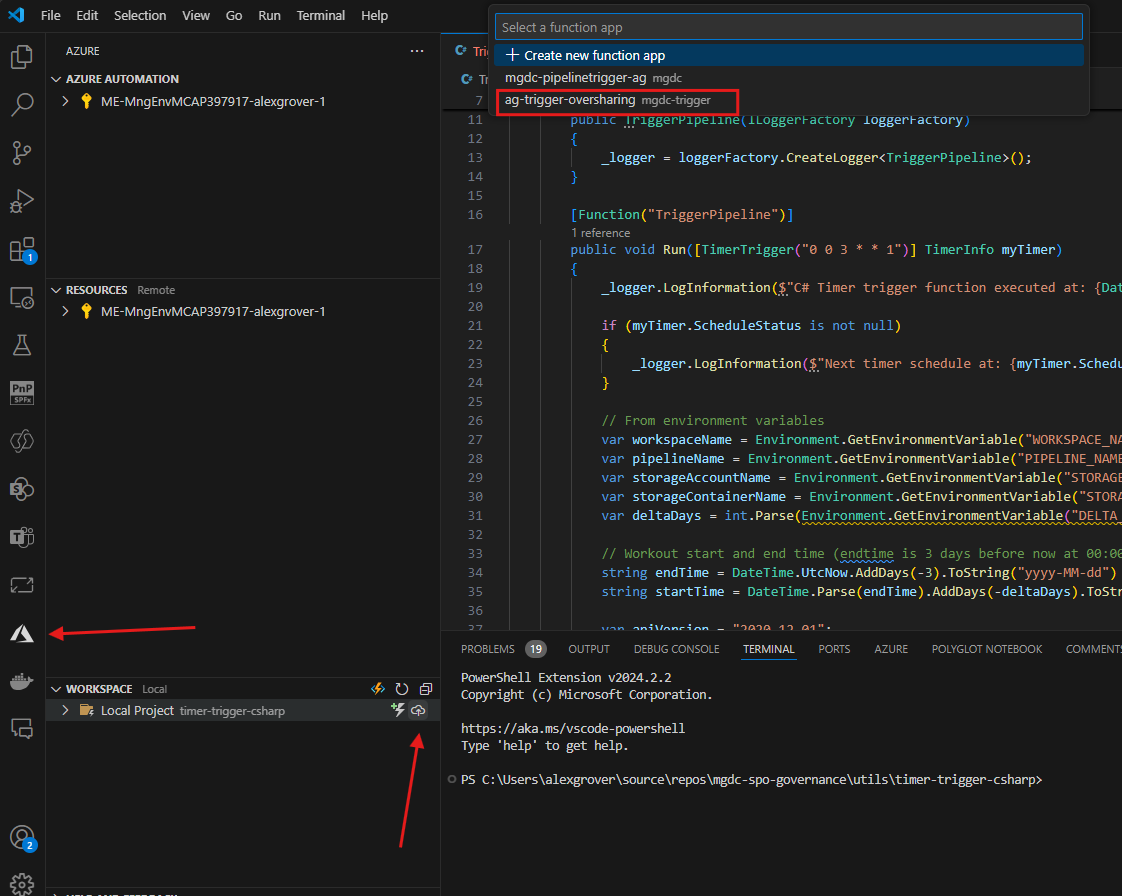 File Edit Selection View Go Run Terminal Help
Select a function app
Create new function app
mgdc-pipelinetrigger-ag mgdc
ag-trigger-oversharing mgdc-trigger
AZURE
AZURE AUTOMATION
ME-MngEnvMCAP397917-alexgrover-1
RESOURCES Remote
ME-MngEnvMCAP397917-alexgrover-1
WORKSPACE Local
Local Project timer-trigger-csharp
1
PnP
SPFx
2
7
11 public TriggerPipeline(ILoggerFactory loggerFactory)
12 {
13 _logger = loggerFactory.CreateLogger<TriggerPipeline>();
14 }
15
16 [Function("TriggerPipeline")]
1 reference
17 public void Run([TimerTrigger("0 0 3 * * 1")] TimerInfo myTimer)
18 {
19 _logger.LogInformation($"C# Timer trigger function executed at: {Dat
20
21 if (myTimer.ScheduleStatus is not null)
22 {
23 _logger.LogInformation($"Next timer schedule at: {myTimer.Schedu
24 }
25
26 // From environment variables
27 var workspaceName = Environment.GetEnvironmentVariable("WORKSPACE_NA
28 var pipelineName = Environment.GetEnvironmentVariable("PIPELINE_NAME
29 var storageAccountName = Environment.GetEnvironmentVariable("STORAGE
30 var storageContainerName = Environment.GetEnvironmentVariable("STORA
31 var deltaDays = int.Parse(Environment.GetEnvironmentVariable("DELTA_
32
33 // Workout start and end time (endtime is 3 days before now at 00:00
34 string endTime = DateTime.UtcNow.AddDays(-3).ToString("yyyy-MM-dd")
35 string startTime = DateTime.Parse(endTime).AddDays(-deltaDays).ToStr
36
37 var apiVersion = "2020-12-01";
PROBLEMS 19 OUTPUT DEBUG CONSOLE TERMINAL PORTS AZURE POLYGLOT NOTEBOOK COMMENTS
PowerShell Extension v2024.2.2
Copyright (c) Microsoft Corporation.
https://aka.ms/vscode-powershell
Type 'help' to get help.
PS C:\Users\alexgrover\source\repos\mgdc-spo-governance\utils\timer-trigger-csharp>